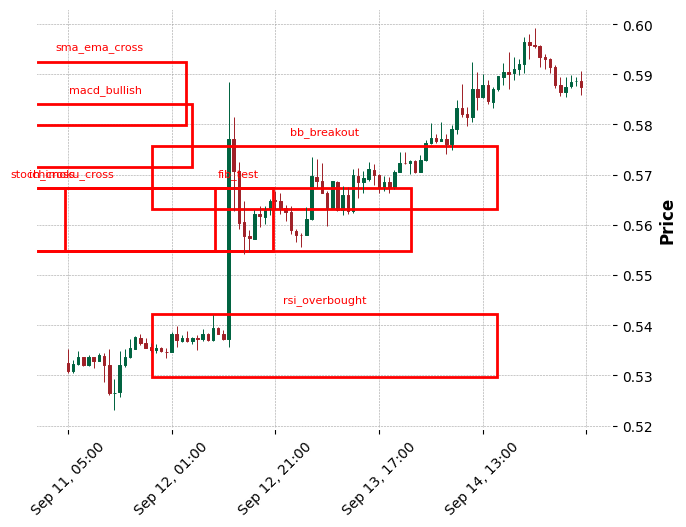 0.60
sma_ema_cross
0.59
macd_bullish
0.58
bb_breakout
0.57
fib_test
0.56
0.55
rsi_overbought
0.54
0.53
0.52
Price
Sep 11, 05:00
Sep 12, 01:00
Sep 12, 21:00
Sep 13, 17:00
Sep 14, 13:00